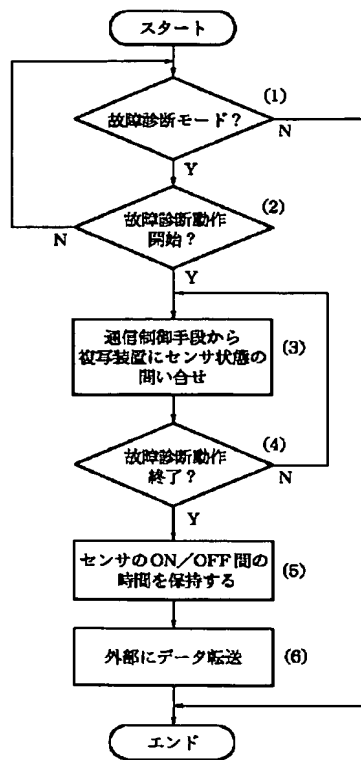 スタート
(1)
故障診断モード?
N
Y
(2)
故障診断動作
開始?
N
Y
通信制御手段から
複写装置にセンサ状態の
問い合せ
(3)
(4)
故障診断動作
終了?
N
Y
センサのON/OFF間の
時間を保持する
(5)
外部にデータ転送
(6)
エンド